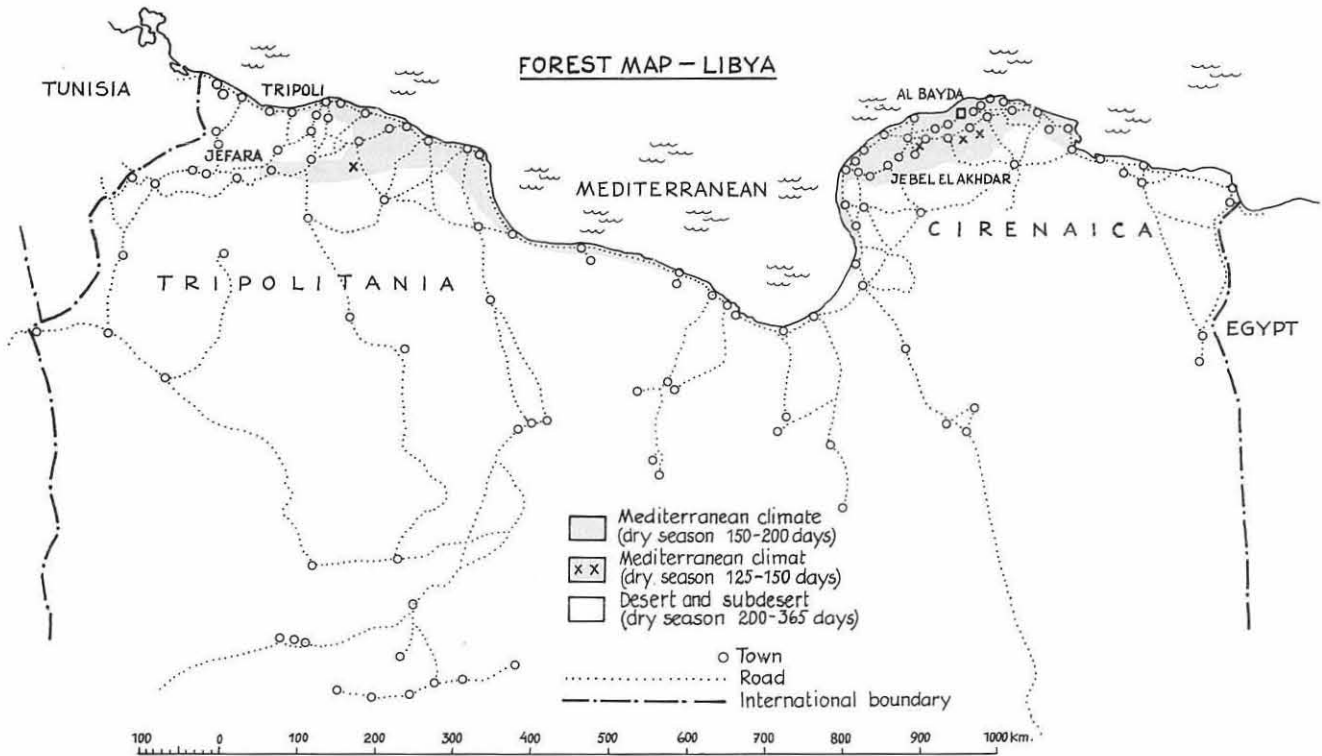 FOREST MAP – LIBYA
TUNISIA
TRIPOLI
AL BAYDA
JEFARA
MEDITERRANEAN
JEBEL EL AKHDAR
CIRENAICA
TRIPOLITANIA
EGYPT
Mediterranean climate
(dry season 150-200 days)
x x
Mediterranean climat
(dry season 125-150 days)
Desert and subdesert
(dry season 200-365 days)
Town
Road
International boundary
100 0 100 200 300 400 500 600 700 800 900 1000 km.